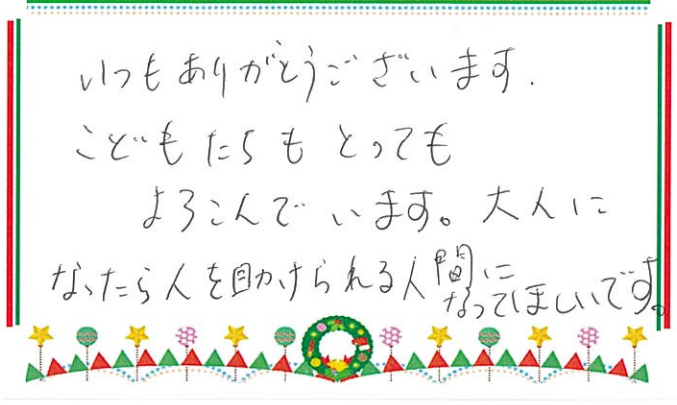 いつもありがとうございます.
こどもたちもとっても
よろこんでいます。大人に
なったら人を助けられる人間に
なってほしいです。